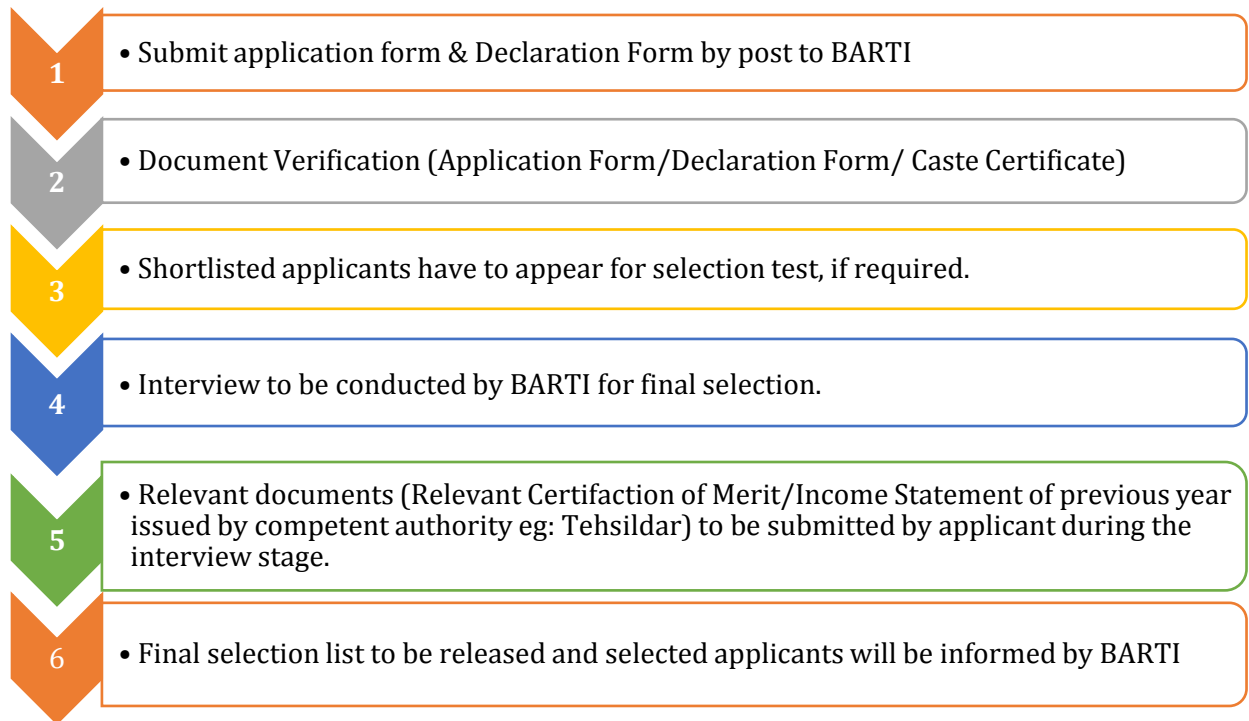 1
• Submit application form & Declaration Form by post to BARTI
2
• Document Verification (Application Form/Declaration Form/ Caste Certificate)
3
• Shortlisted applicants have to appear for selection test, if required.
4
• Interview to be conducted by BARTI for final selection.
5
• Relevant documents (Relevant Certifaction of Merit/Income Statement of previous year
issued by competent authority eg: Tehsildar) to be submitted by applicant during the
interview stage.
6
• Final selection list to be released and selected applicants will be informed by BARTI